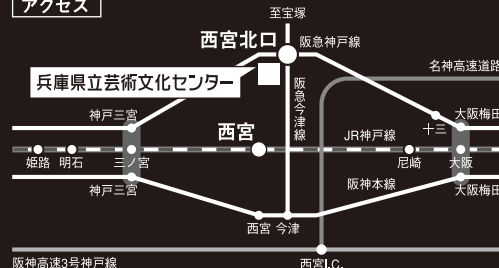 アクセス
至宝塚
西宮北口
阪急神戸線
名神高速道路
兵庫県立芸術文化センター
阪急今津線
神戸三宮
十三
大阪梅田
西宮
JR神戸線
姫路
明石
三ノ宮
尼崎
大阪
神戸三宮
阪神本線
大阪梅田
西宮
今津
阪神高速3号神戸線
西宮I.C.